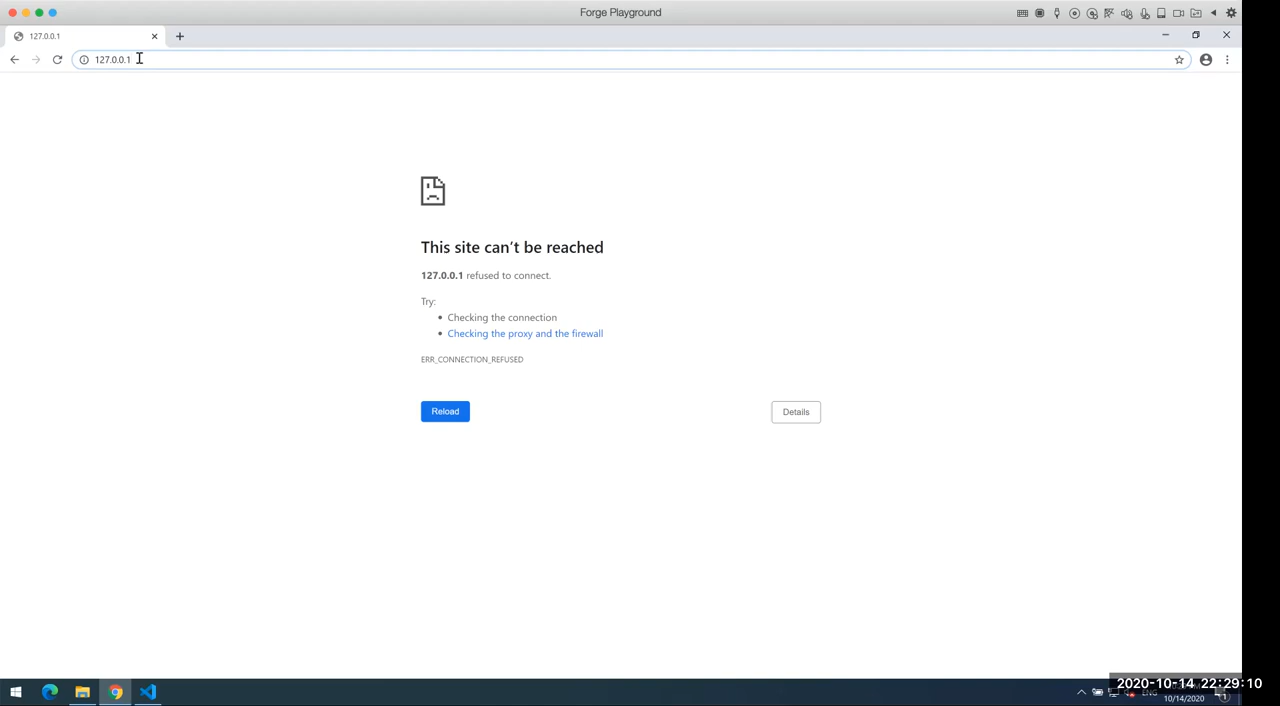 Forge Playground
127.0.0.1
127.0.0.1
This site can't be reached
127.0.0.1 refused to connect.
Try:
• Checking the connection
• Checking the proxy and the firewall
ERR_CONNECTION_REFUSED
Reload
Details
2020-10-14 22:29:10
ENG
10/14/2020